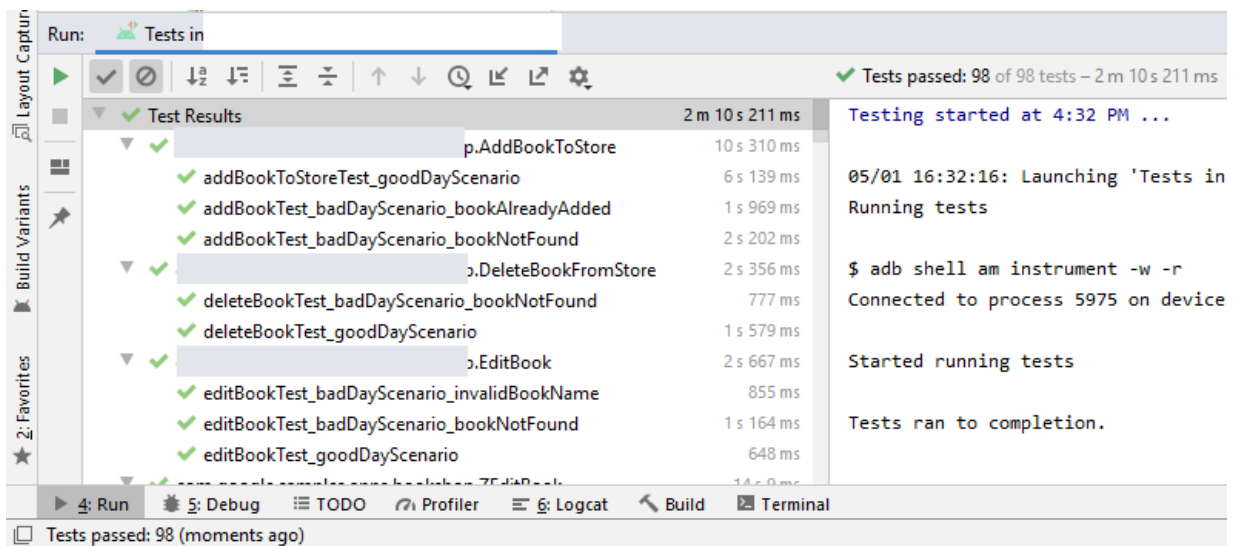 Layout Captur
Build Variants
2: Favorites
Run: Tests in
Tests passed: 98 of 98 tests – 2 m 10 s 211 ms
Test Results 2 m 10 s 211 ms
p.AddBookToStore 10 s 310 ms
addBookToStoreTest_goodDayScenario 6 s 139 ms
addBookTest_badDayScenario_bookAlreadyAdded 1 s 969 ms
addBookTest_badDayScenario_bookNotFound 2 s 202 ms
p.DeleteBookFromStore 2 s 356 ms
deleteBookTest_badDayScenario_bookNotFound 777 ms
deleteBookTest_goodDayScenario 1 s 579 ms
p.EditBook 2 s 667 ms
editBookTest_badDayScenario_invalidBookName 855 ms
editBookTest_badDayScenario_bookNotFound 1 s 164 ms
editBookTest_goodDayScenario 648 ms
Testing started at 4:32 PM ...
05/01 16:32:16: Launching 'Tests in
Running tests
$ adb shell am instrument -w -r
Connected to process 5975 on device
Started running tests
Tests ran to completion.
4: Run 5: Debug TODO Profiler 6: Logcat Build Terminal
Tests passed: 98 (moments ago)